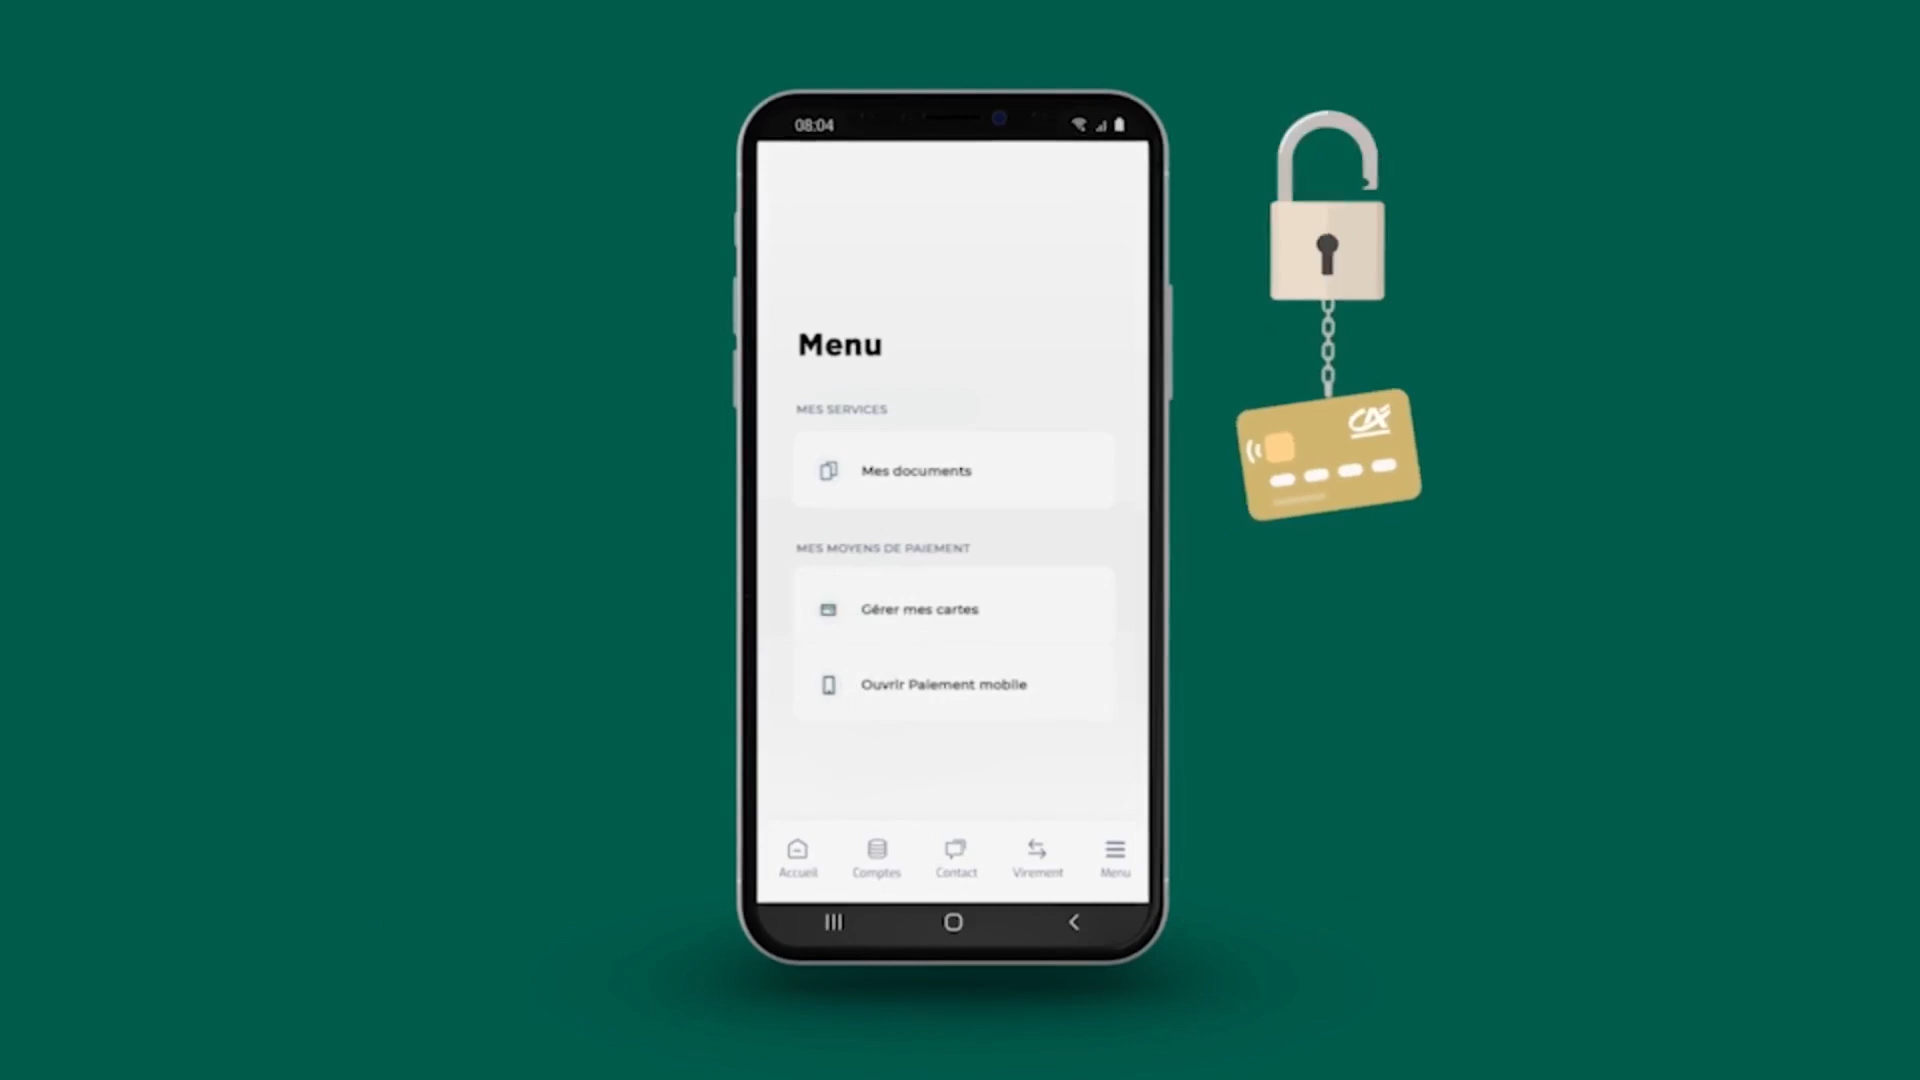 08:04
Menu
MES SERVICES
Mes documents
MES MOYENS DE PAIEMENT
Gérer mes cartes
Ouvrir Paiement mobile
Accueil
Comptes
Contact
Virement
Menu
CA